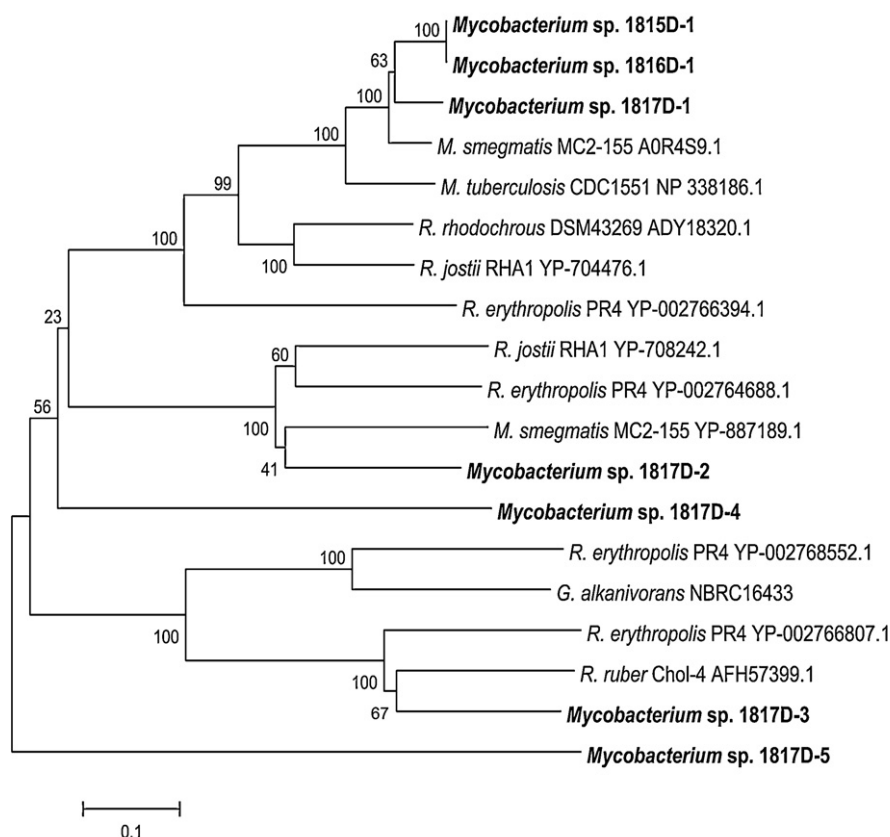 100
Mycobacterium sp. 1815D-1
63
Mycobacterium sp. 1816D-1
100
Mycobacterium sp. 1817D-1
100
M. smegmatis MC2-155 A0R4S9.1
99
M. tuberculosis CDC1551 NP 338186.1
100
R. rhodochrous DSM43269 ADY18320.1
100
R. jostii RHA1 YP-704476.1
R. erythropolis PR4 YP-002766394.1
23
60
R. jostii RHA1 YP-708242.1
R. erythropolis PR4 YP-002764688.1
56
100
M. smegmatis MC2-155 YP-887189.1
41
Mycobacterium sp. 1817D-2
Mycobacterium sp. 1817D-4
100
R. erythropolis PR4 YP-002768552.1
G. alkanivorans NBRC16433
100
R. erythropolis PR4 YP-002766807.1
100
R. ruber Chol-4 AFH57399.1
67
Mycobacterium sp. 1817D-3
Mycobacterium sp. 1817D-5
0.1